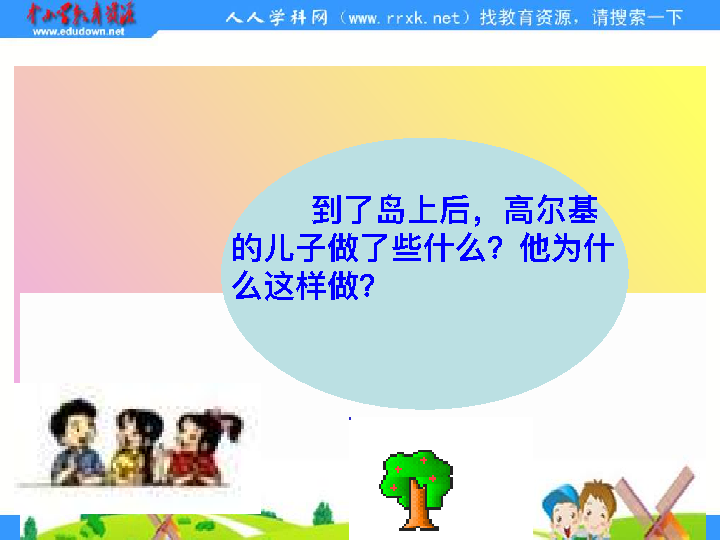 中小学教育资源
www.edudown.net
人人学科网（www.rrxk.net）找教育资源，请搜索一下
到了岛上后，高尔基
的儿子做了些什么？他为什
么这样做？